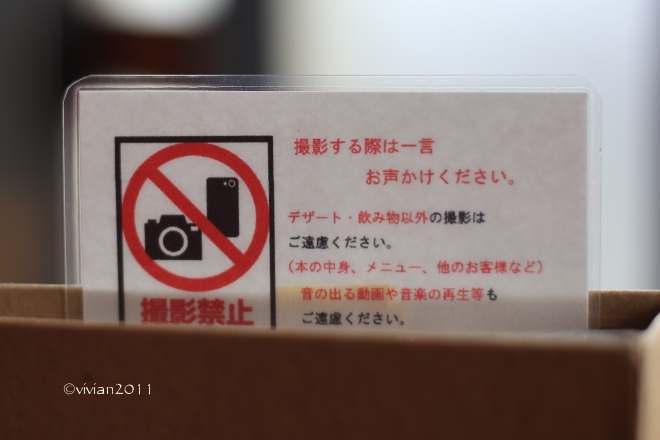 撮影する際は一言
お声かけください。
デザート・飲み物以外の撮影は
ご遠慮ください。
（本の中身、メニュー、他のお客様など）
音の出る動画や音楽の再生等も
ご遠慮ください。
撮影禁止
©vivian2011